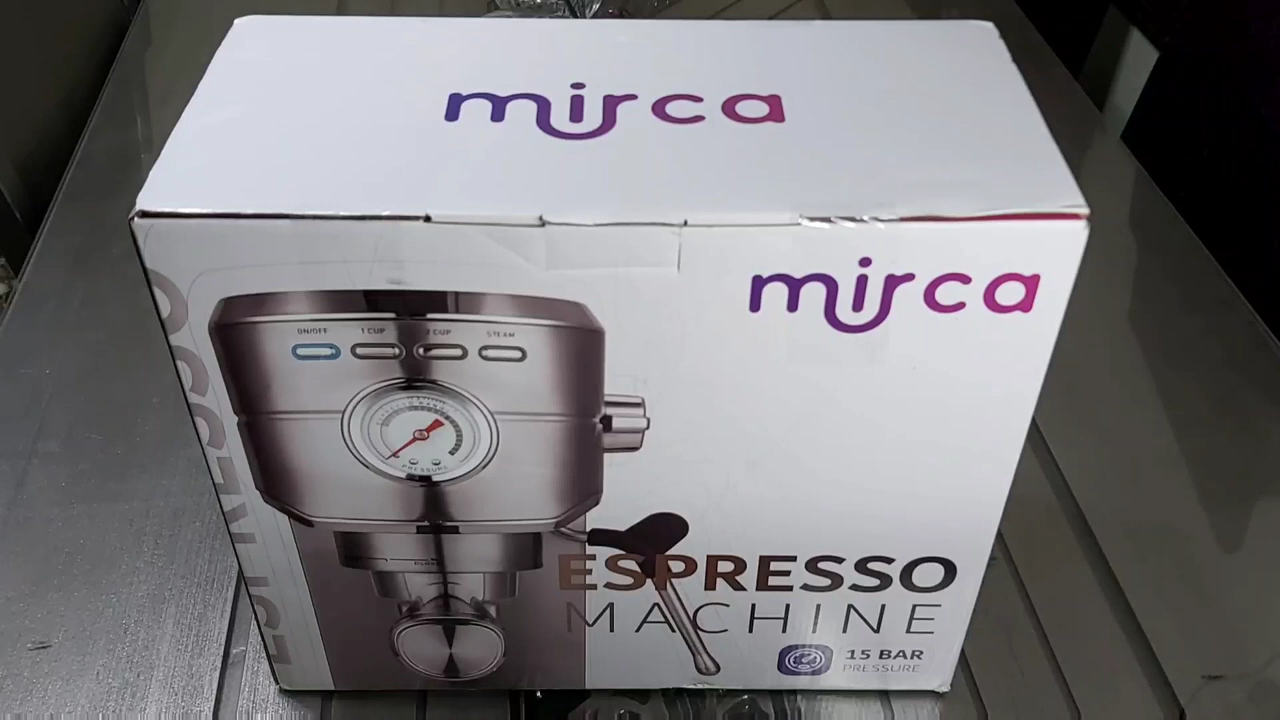 mirca
mirca
ON/OFF 1 CUP 2 CUP STEAM
PRESSURE
ESPRESSO
MACHINE
15 BAR
PRESSURE